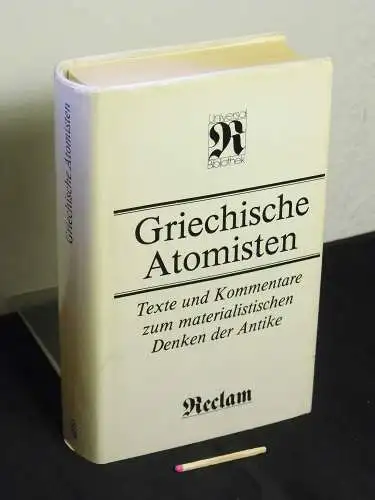 Universal
R
Bibliothek
Griechische
Atomisten
Texte und Kommentare
zum materialistischen
Denken der Antike
Reclam
Griechische Atomisten